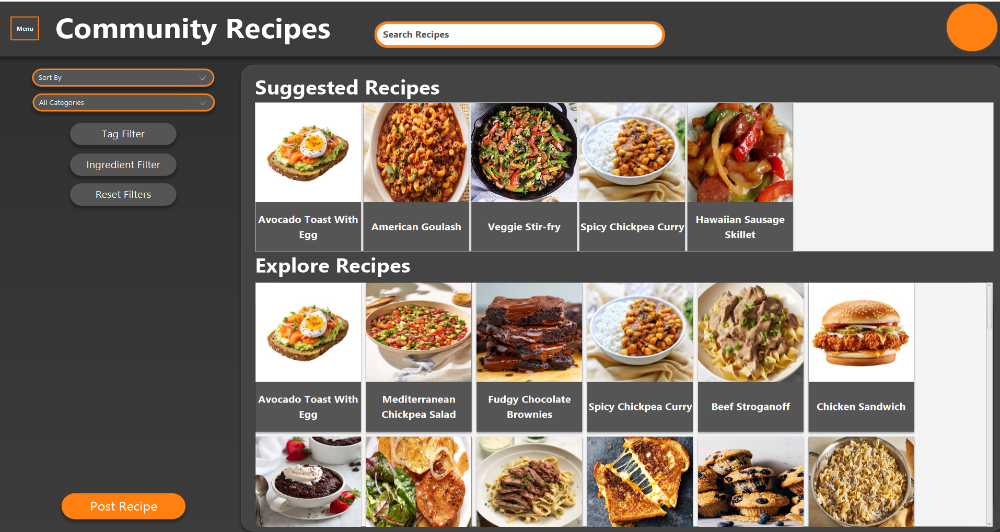 Menu
Community Recipes
Search Recipes
Sort By
All Categories
Tag Filter
Ingredient Filter
Reset Filters
Post Recipe
Suggested Recipes
Avocado Toast With
Egg
American Goulash
Veggie Stir-fry
Spicy Chickpea Curry
Hawaiian Sausage
Skillet
Explore Recipes
Avocado Toast With
Egg
Mediterranean
Chickpea Salad
Fudgy Chocolate
Brownies
Spicy Chickpea Curry
Beef Stroganoff
Chicken Sandwich